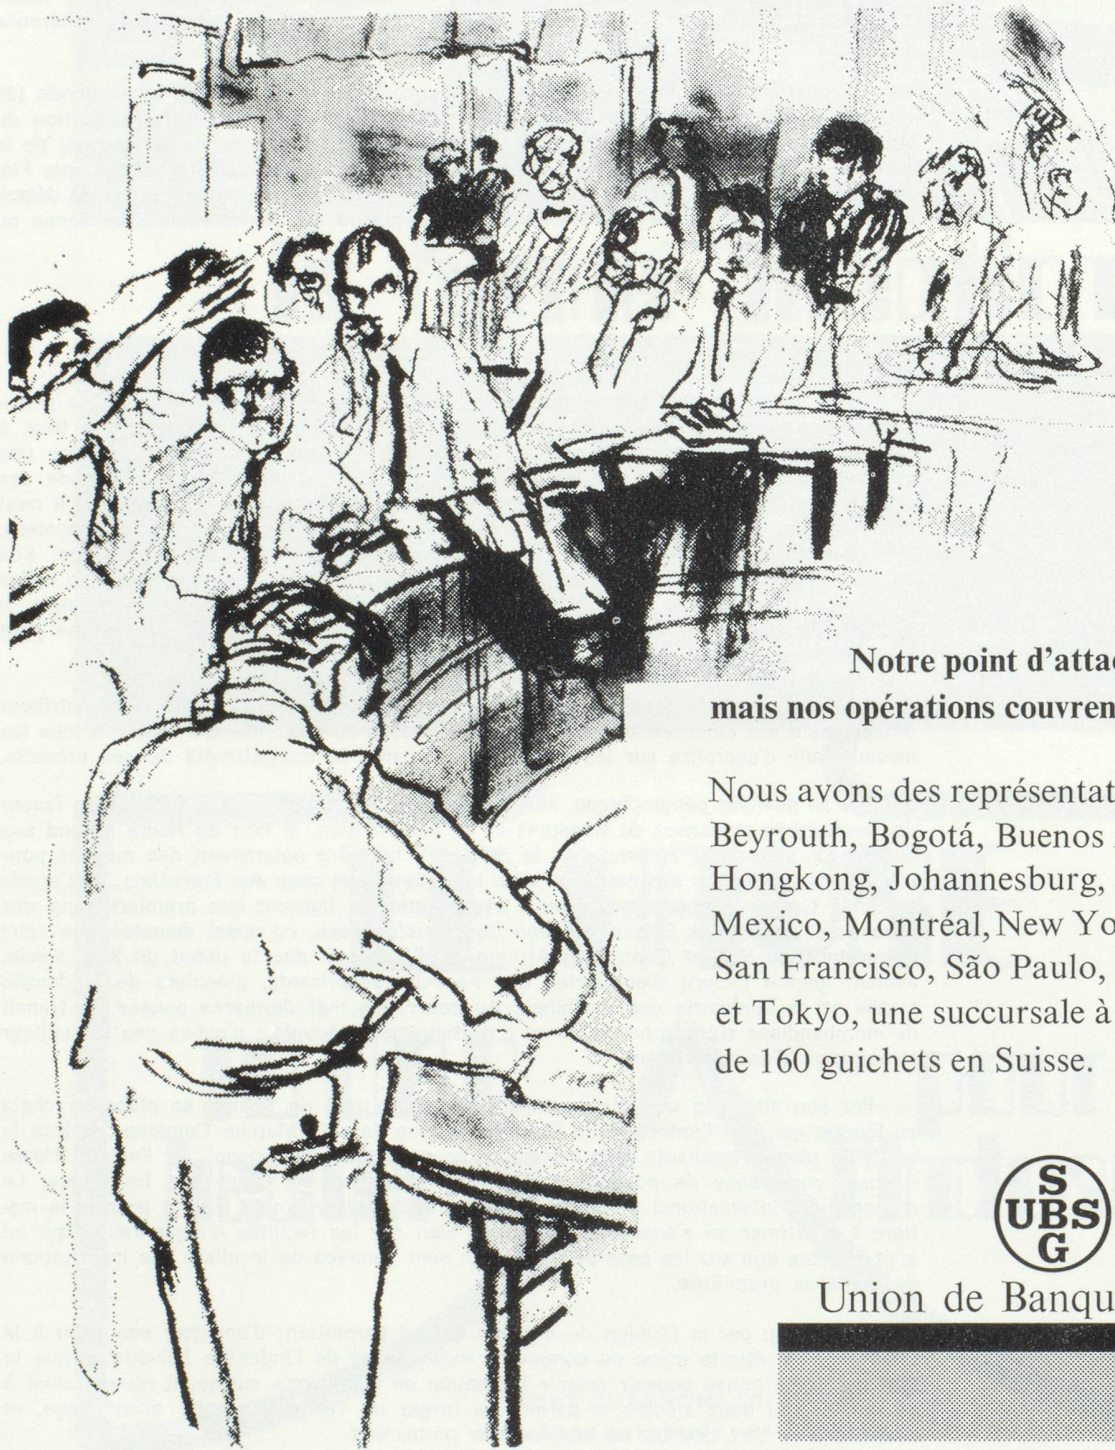 Notre point d'attac
mais nos opérations couvren
Nous avons des représentat
Beyrouth, Bogotá, Buenos
Hongkong, Johannesburg,
Mexico, Montréal, New Yo
San Francisco, São Paulo,
et Tokyo, une succursale à
de 160 guichets en Suisse.
S
UBS
G
Union de Banqu